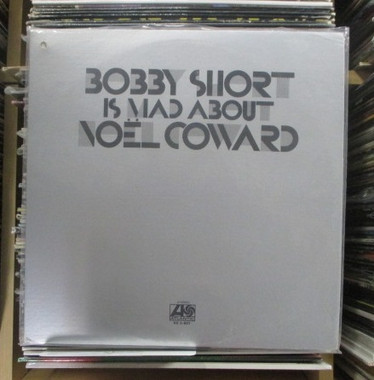 BOBBY SHORT
IS MAD ABOUT
NOËL COWARD